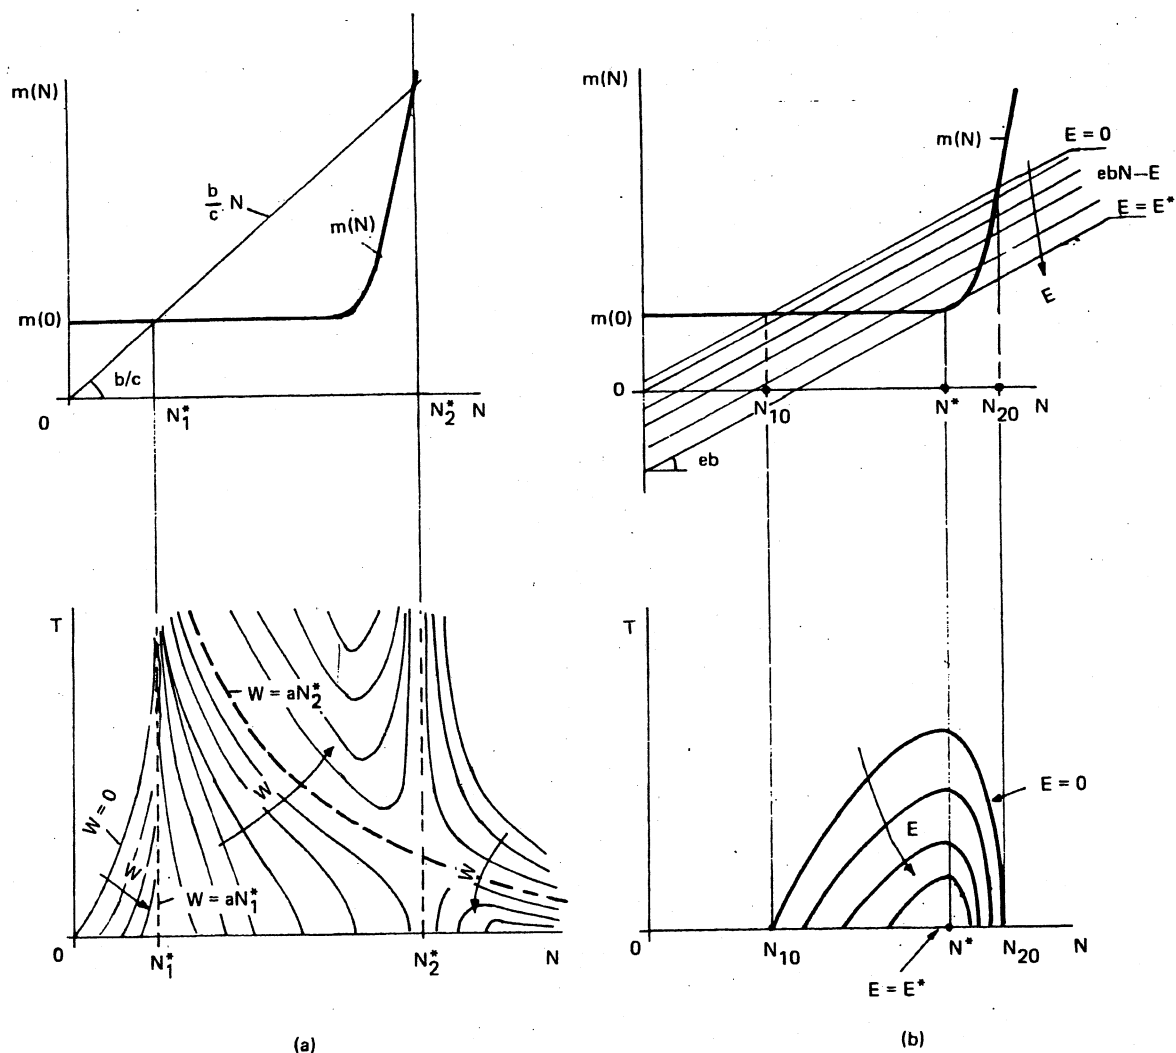 m(N)
b/c N
m(N)
m(0)
b/c
0
N₁*
N₂* N
T
W = aN₂*
W
W = 0
W
W
W = aN₁*
0
N₁*
N₂*
N
(a)
m(N)
m(N)
E = 0
ebN–E
E = E*
E
m(0)
0
N₁₀
N*
N₂₀ N
eb
T
E = 0
E
0
N₁₀
N*
N₂₀
N
E = E*
(b)